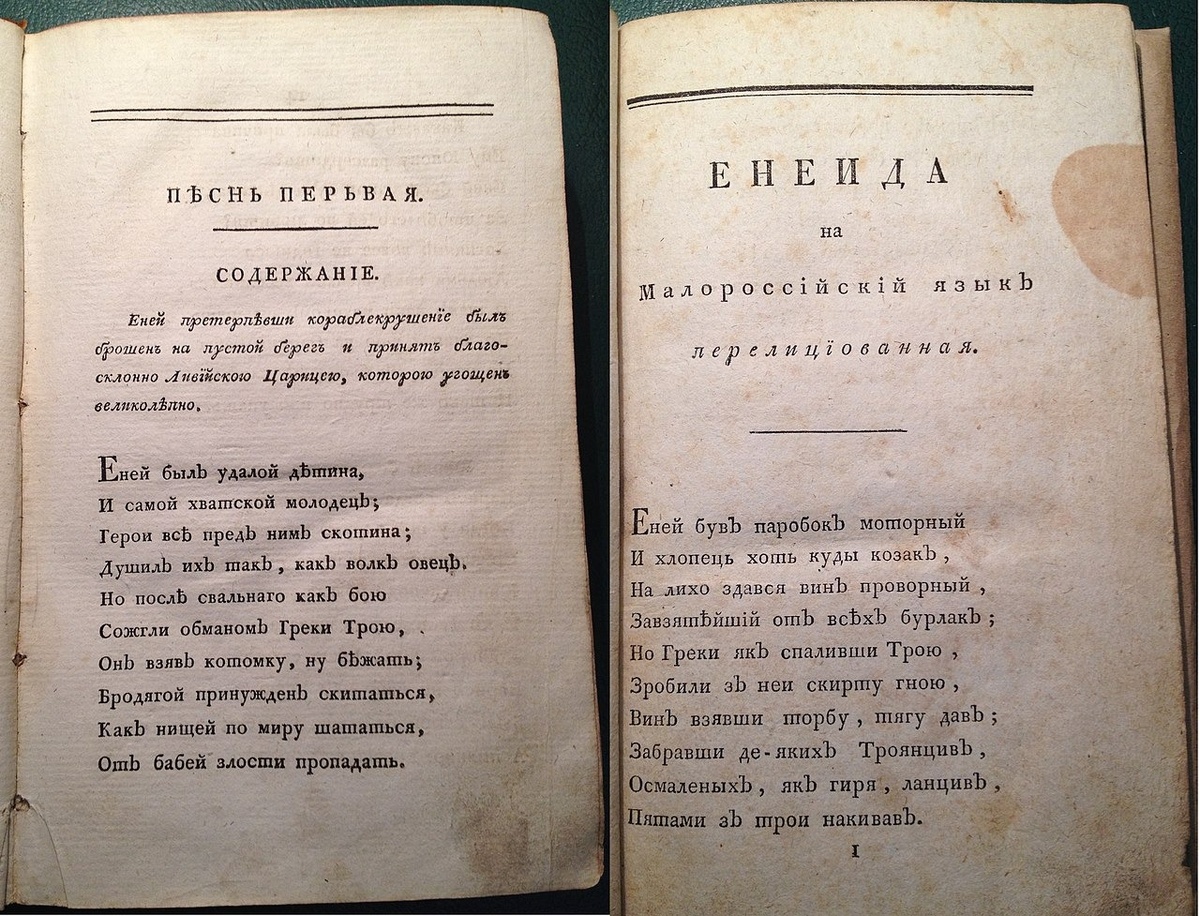 ПѢСНЬ ПЕРЬВАЯ.
СОДЕРЖАНІЕ.
Еней претерпѣвши кораблекрушенїе былъ
брошенъ на пустой берегъ и принятъ благо-
склонно Ливїйскою Царицею, которою угощенъ
великолѣпно.
Еней былъ удалой дѣтина,
И самой хватской молодецъ;
Герои всѣ предъ нимъ скотина;
Душилъ ихъ такъ, какъ волкъ овецъ.
Но послѣ свальнаго какъ бою
Сожгли обманомъ Греки Трою,
Онъ взявъ котомку, ну бѣжать;
Бродягой принужденъ скитаться,
Какъ нищей по миру шататься,
Отъ бабей злости пропадать.
ЕНЕИДА
на
Малороссійскій языкъ
перелицїованная.
Еней бувъ паробокъ моторный
И хлопець хоть куды козакъ,
На лихо здався винъ проворный,
Завзятѣйшій отъ всѣхъ бурлакъ;
Но Греки якъ спаливши Трою,
Зробили зъ неи скирту гною,
Винъ взявши торбу, тягу давъ;
Забравши де-якихъ Троянцивъ,
Осмаленыхъ, якъ гиря, ланцивъ,
Пятами зъ трои накивавъ.
I